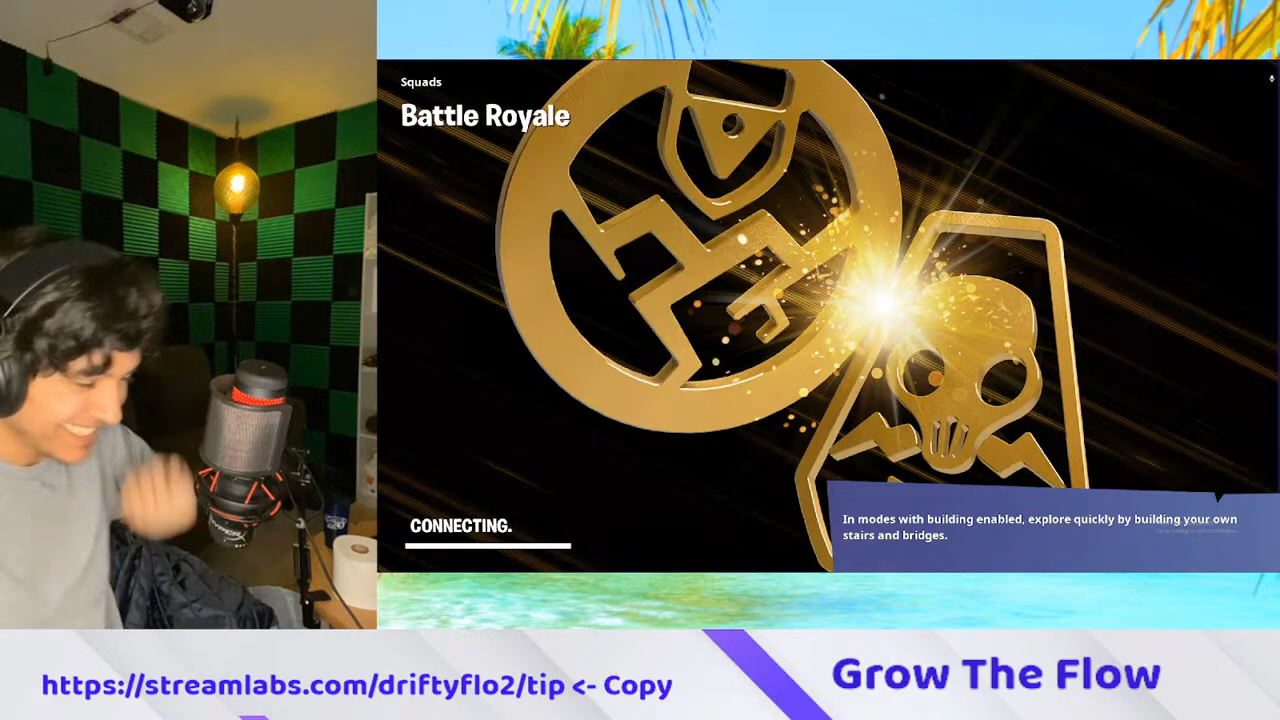 Squads
Battle Royale
CONNECTING.
In modes with building enabled, explore quickly by building your own
stairs and bridges.
https://streamlabs.com/driftyflo2/tip <- Copy
Grow The Flow